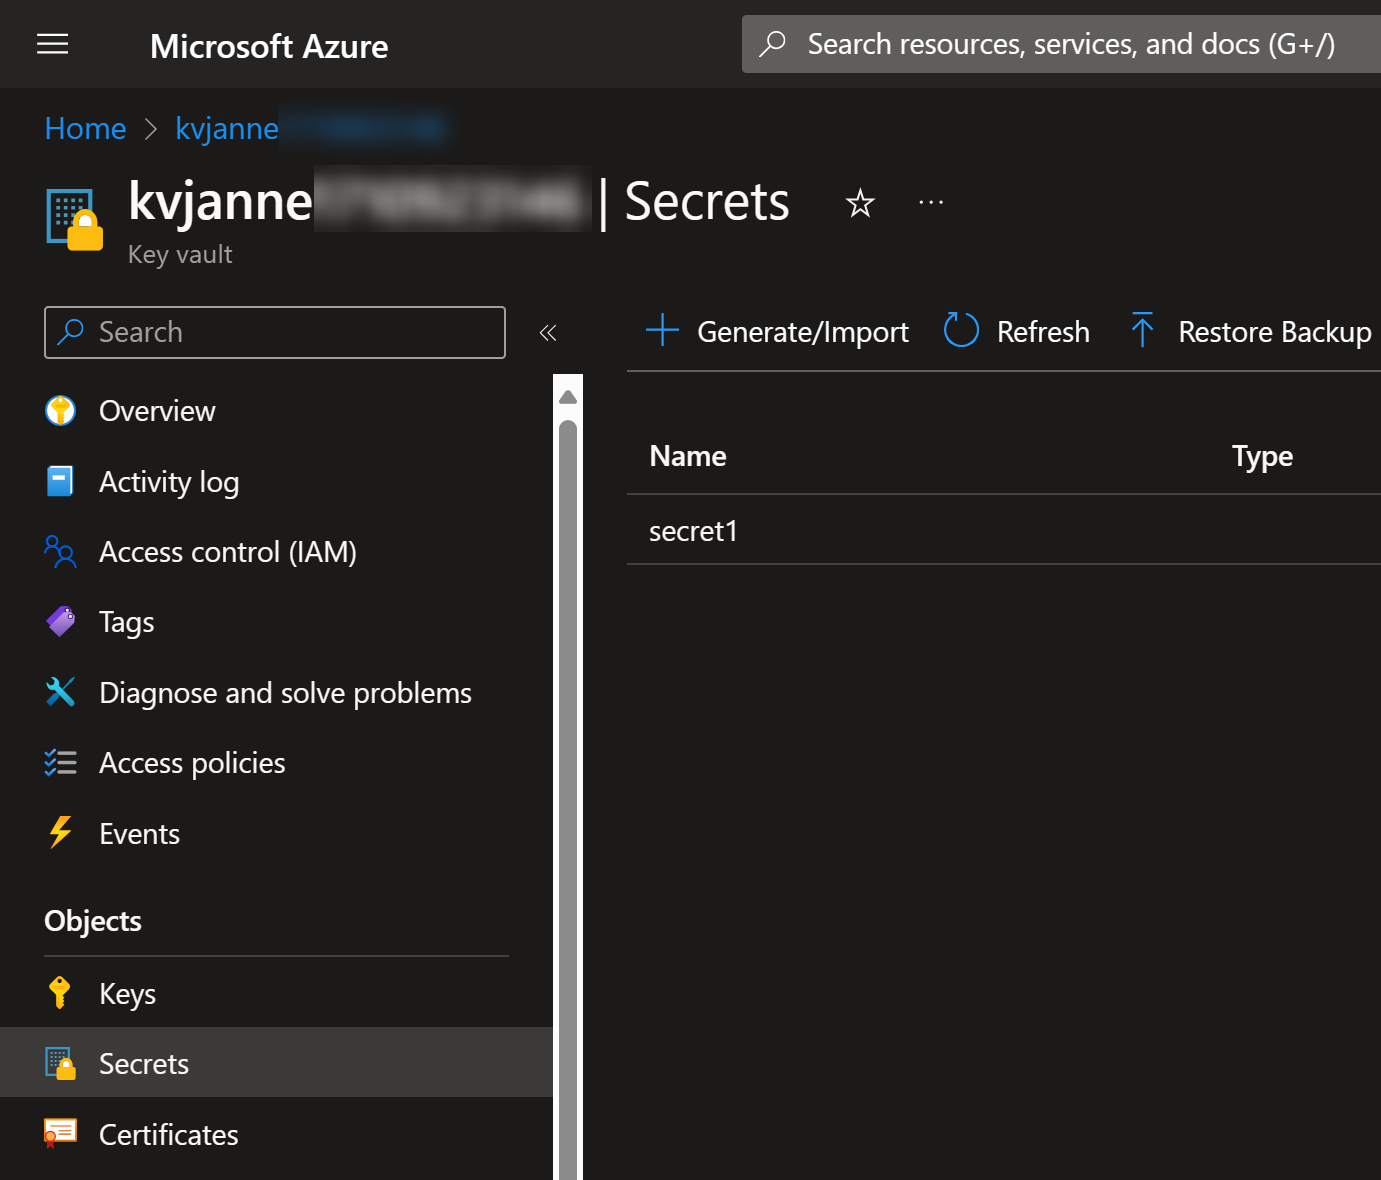 Microsoft Azure
Search resources, services, and docs (G+/)
Home > kvjanne
kvjanne | Secrets
Key vault
Search
Generate/Import
Refresh
Restore Backup
Overview
Activity log
Access control (IAM)
Tags
Diagnose and solve problems
Access policies
Events
Objects
Keys
Secrets
Certificates
Name Type
secret1